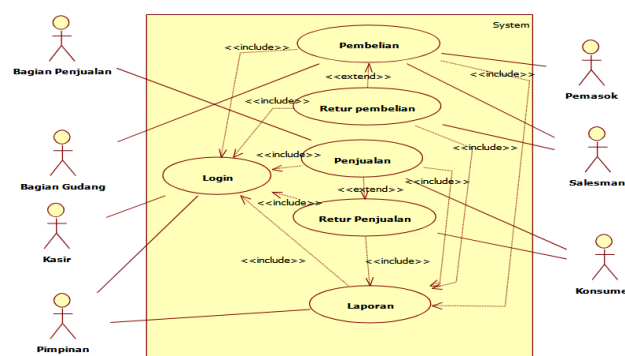 System
Bagian Penjualan
<<include>>
Pembelian
<<include>>
Pemasok
<<extend>>
<<include>>
Retur pembelian
<<include>>
Penjualan
<<include>>
Bagian Gudang
Login
<<include>>
Salesman
<<extend>>
<<include>>
Retur Penjualan
Kasir
<<include>>
<<include>>
Konsume
Laporan
Pimpinan